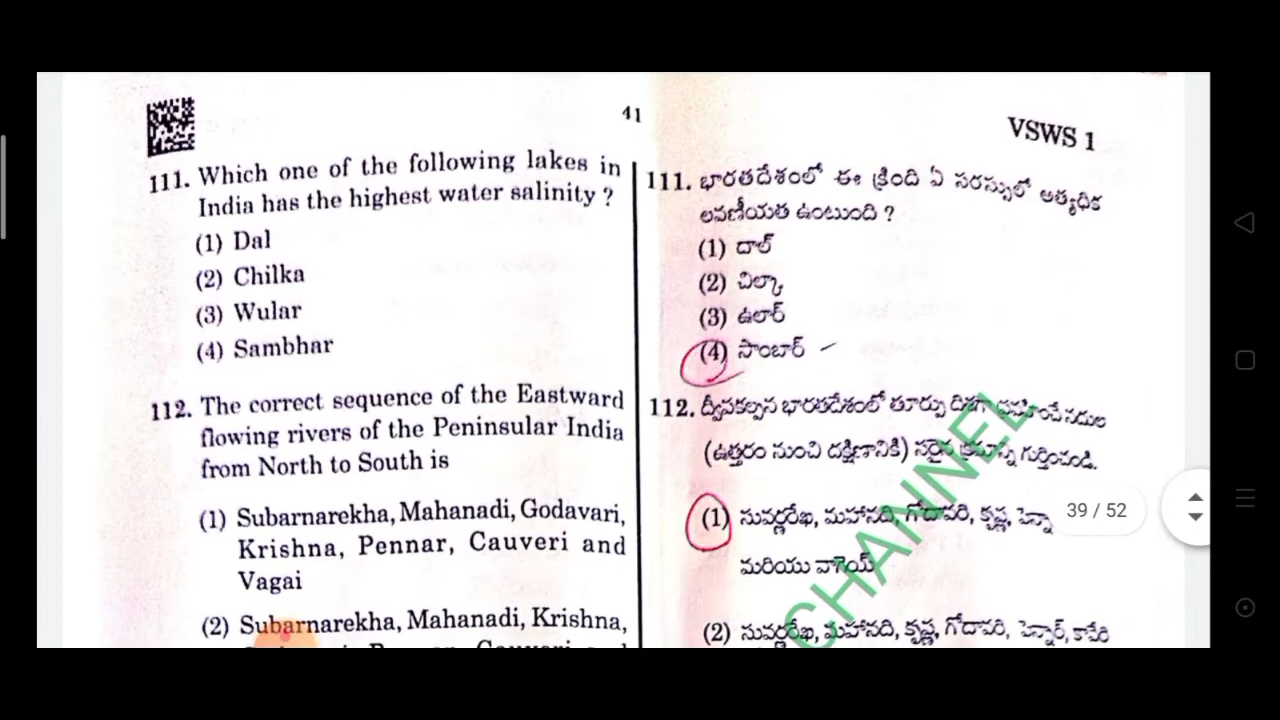 41
VSWS 1
111. Which one of the following lakes in
India has the highest water salinity ?
(1) Dal
(2) Chilka
(3) Wular
(4) Sambhar
112. The correct sequence of the Eastward
flowing rivers of the Peninsular India
from North to South is
(1) Subarnarekha, Mahanadi, Godavari,
Krishna, Pennar, Cauveri and
Vagai
(2) Subarnarekha, Mahanadi, Krishna,
111. భారతదేశంలో ఈ క్రింది ఏ సరస్సులో అత్యధిక
లవణీయత ఉంటుంది ?
(1) దాల్
(2) చిల్కా
(3) ఉలార్
(4) సాంబార్
112. ద్వీపకల్పన భారతదేశంలో తూర్పు దిశగా ప్రవహించే నదుల
(ఉత్తరం నుంచి దక్షిణానికి) సరైన క్రమాన్ని గుర్తించండి.
(1) సువర్ణరేఖ, మహానది, గోదావరి, కృష్ణ,
మరియు వాగెయ్
(2) సువర్ణరేఖ, మహానది, కృష్ణ, గోదావరి, పెన్నార్, కావేరి
CHANNEL
39 / 52